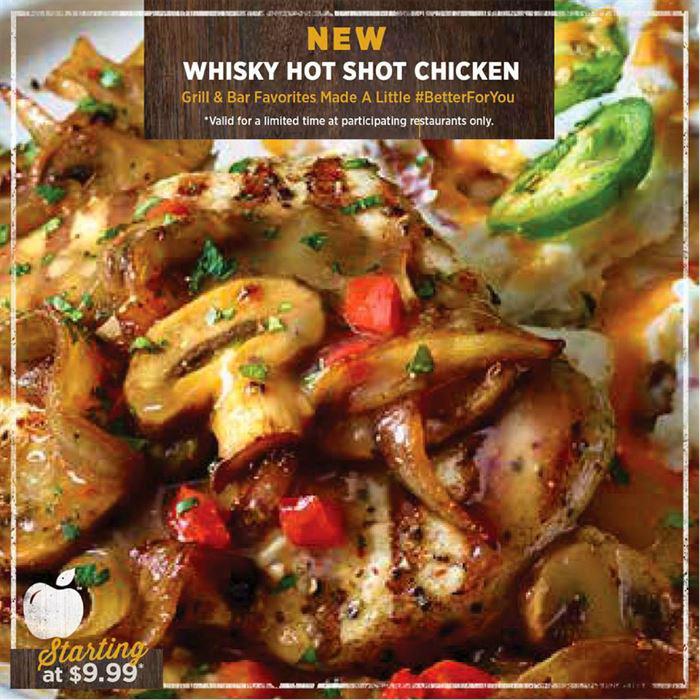 NEW
WHISKY HOT SHOT CHICKEN
Grill & Bar Favorites Made A Little #BetterForYou
*Valid for a limited time at participating restaurants only.
Starting
at $9.99*